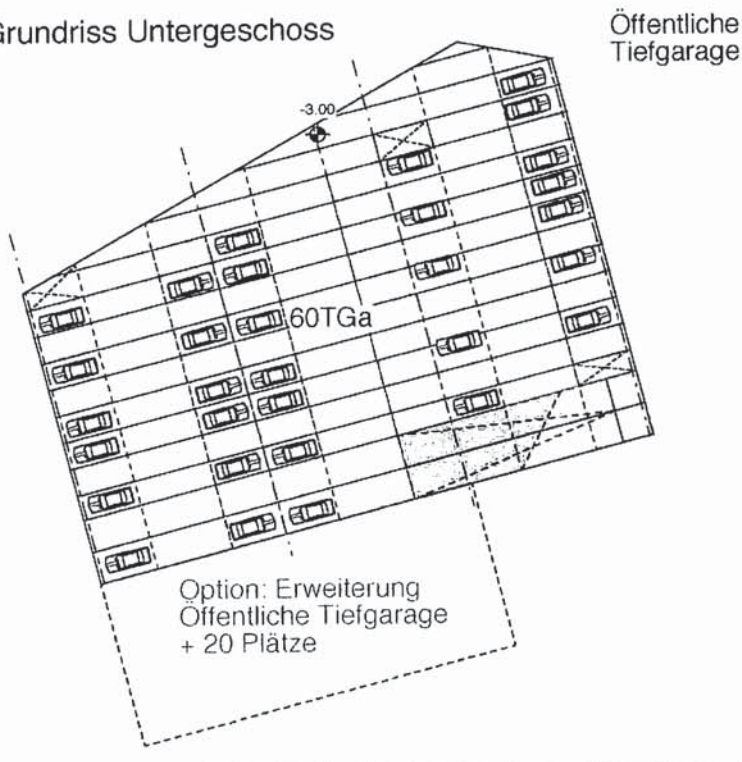 Grundriss Untergeschoss
Öffentliche
Tiefgarage
-3.00
60TGa
Option: Erweiterung
Öffentliche Tiefgarage
+ 20 Plätze